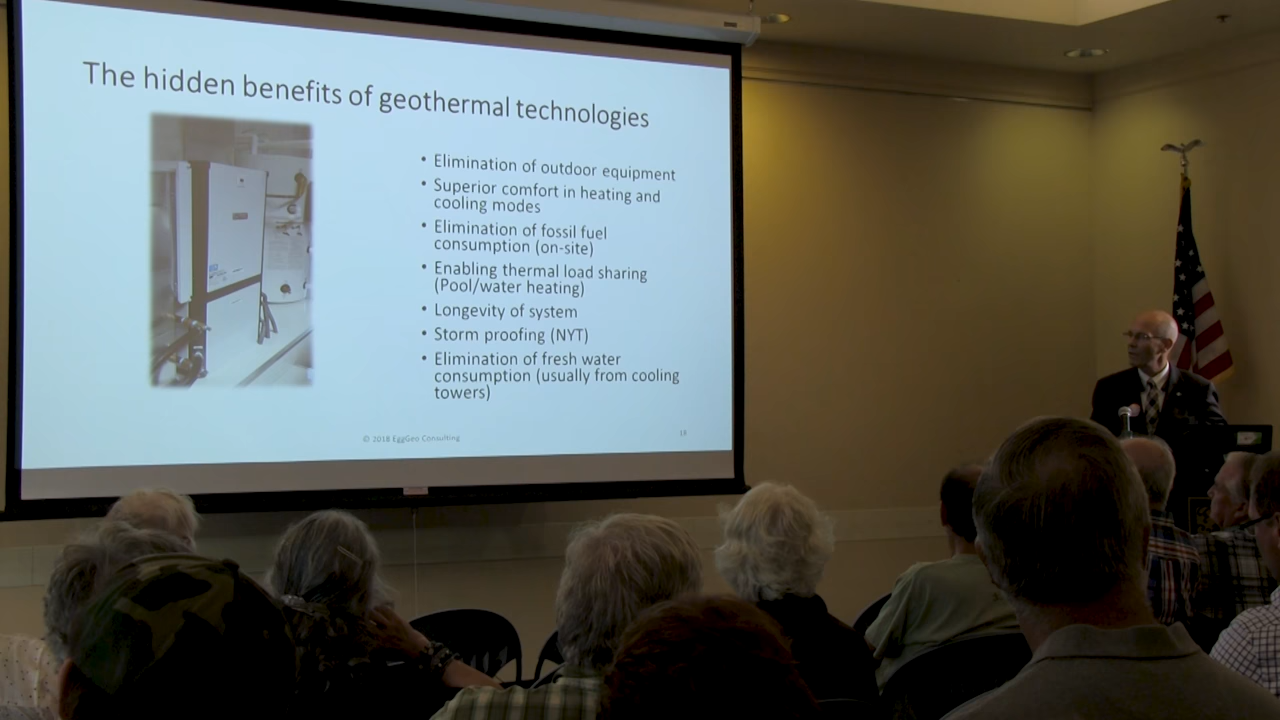 The hidden benefits of geothermal technologies
• Elimination of outdoor equipment
• Superior comfort in heating and
cooling modes
• Elimination of fossil fuel
consumption (on-site)
• Enabling thermal load sharing
(Pool/water heating)
• Longevity of system
• Storm proofing (NYT)
• Elimination of fresh water
consumption (usually from cooling
towers)
© 2018 EggGeo Consulting
18